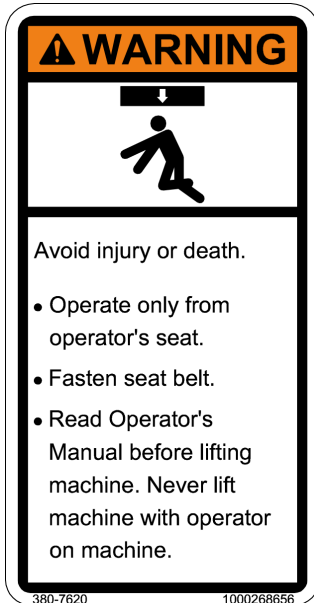 WARNING
Avoid injury or death.
• Operate only from
operator's seat.
• Fasten seat belt.
• Read Operator's
Manual before lifting
machine. Never lift
machine with operator
on machine.
380-7620 1000268656